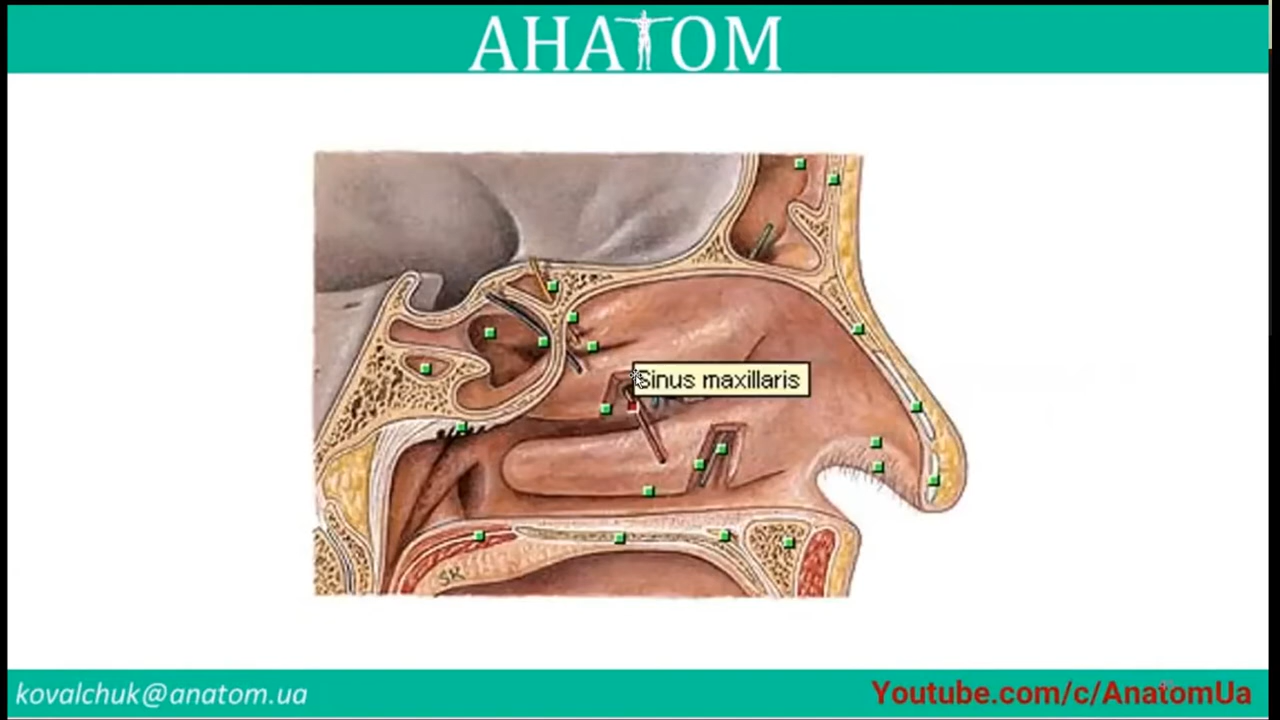 АНАТОМ
Sinus maxillaris
SK
kovalchuk@anatom.ua
Youtube.com/c/AnatomUa